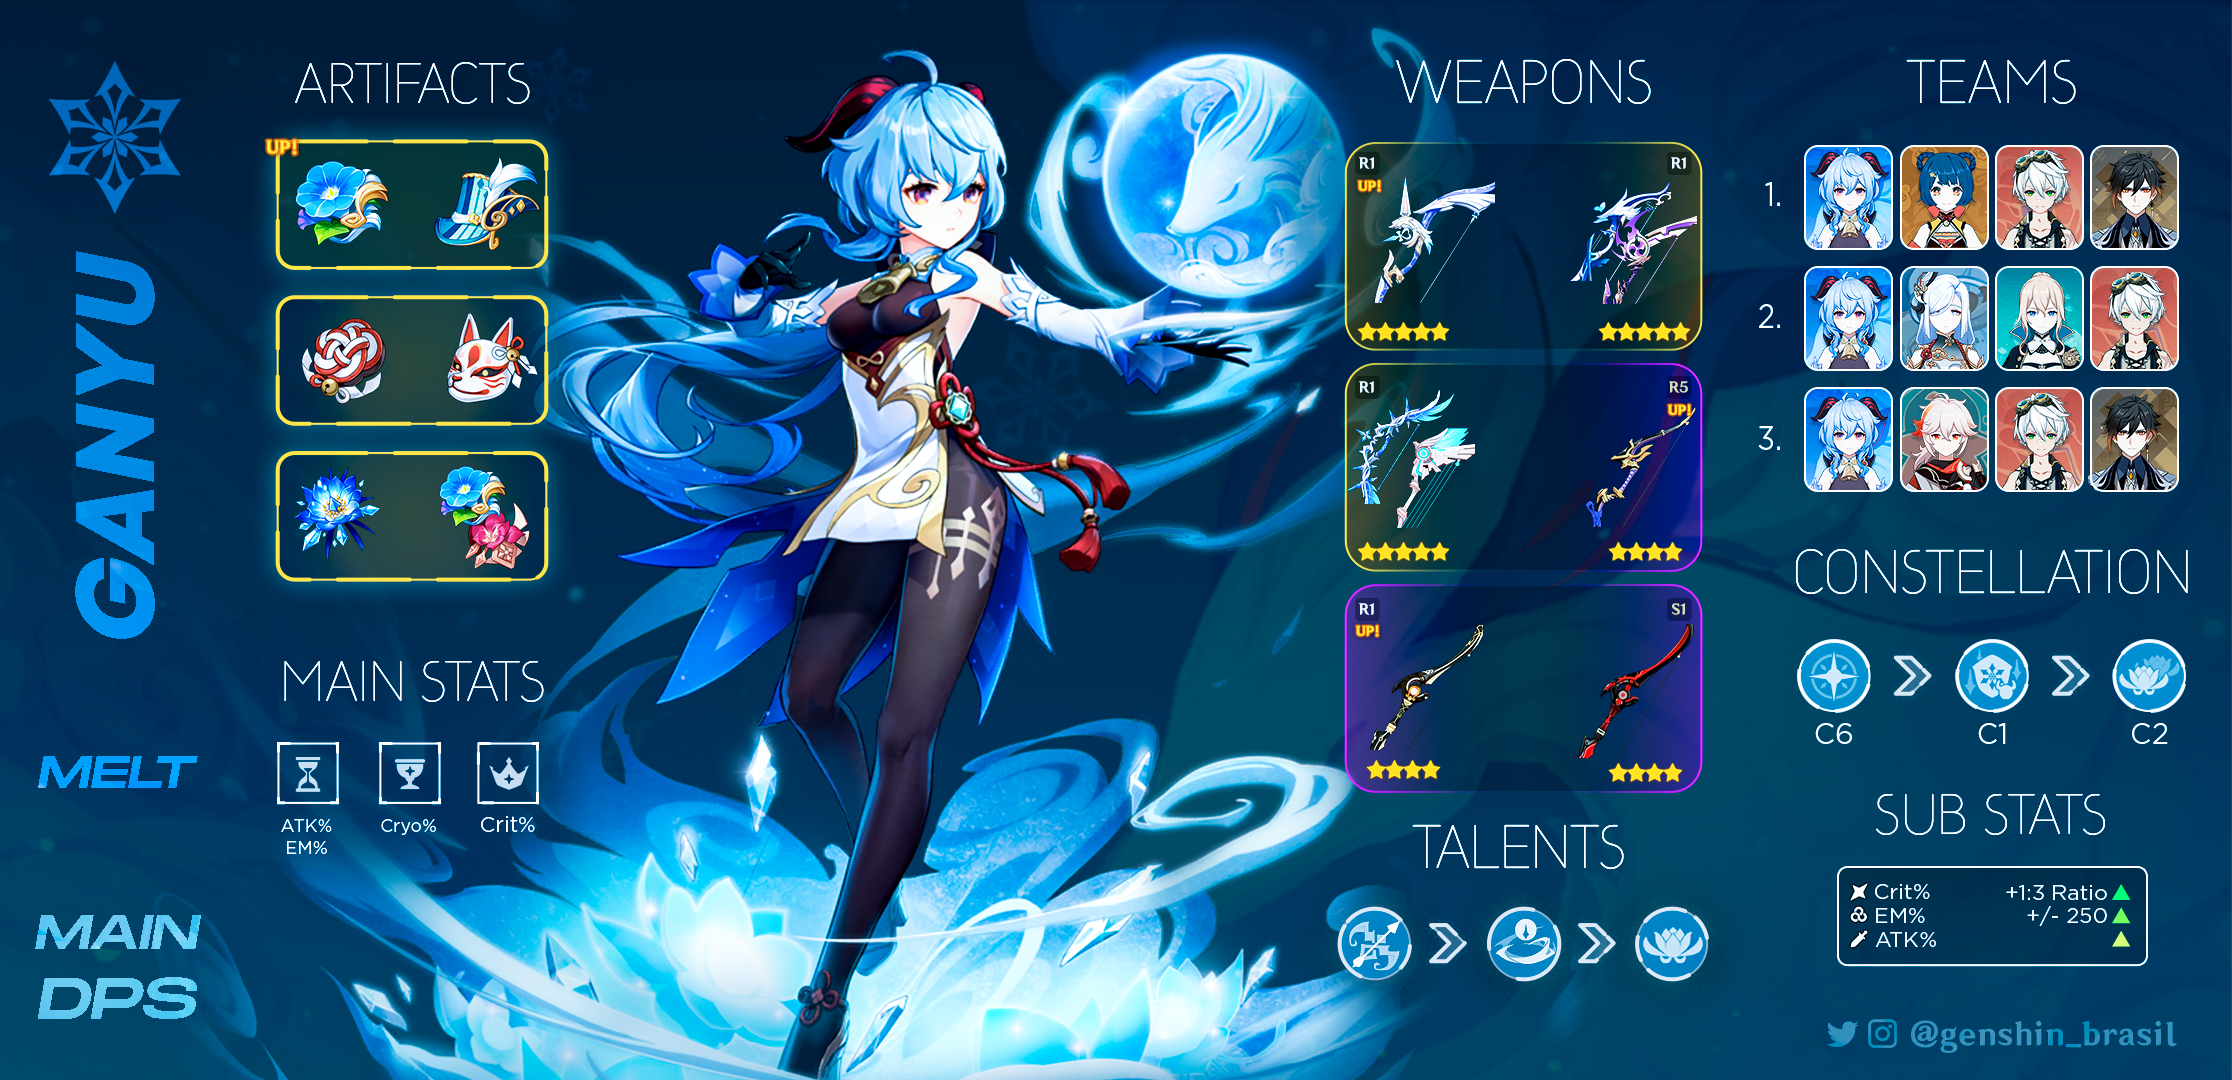 GANYU
MELT
MAIN
DPS
ARTIFACTS
UP!
MAIN STATS
ATK%
EM%
Cryo%
Crit%
WEAPONS
R1
UP!
R1
R1
R5
UP!
R1
UP!
S1
TALENTS
TEAMS
1.
2.
3.
CONSTELLATION
C6
C1
C2
SUB STATS
Crit% +1:3 Ratio
EM% +/- 250
ATK%
@genshin_brasil